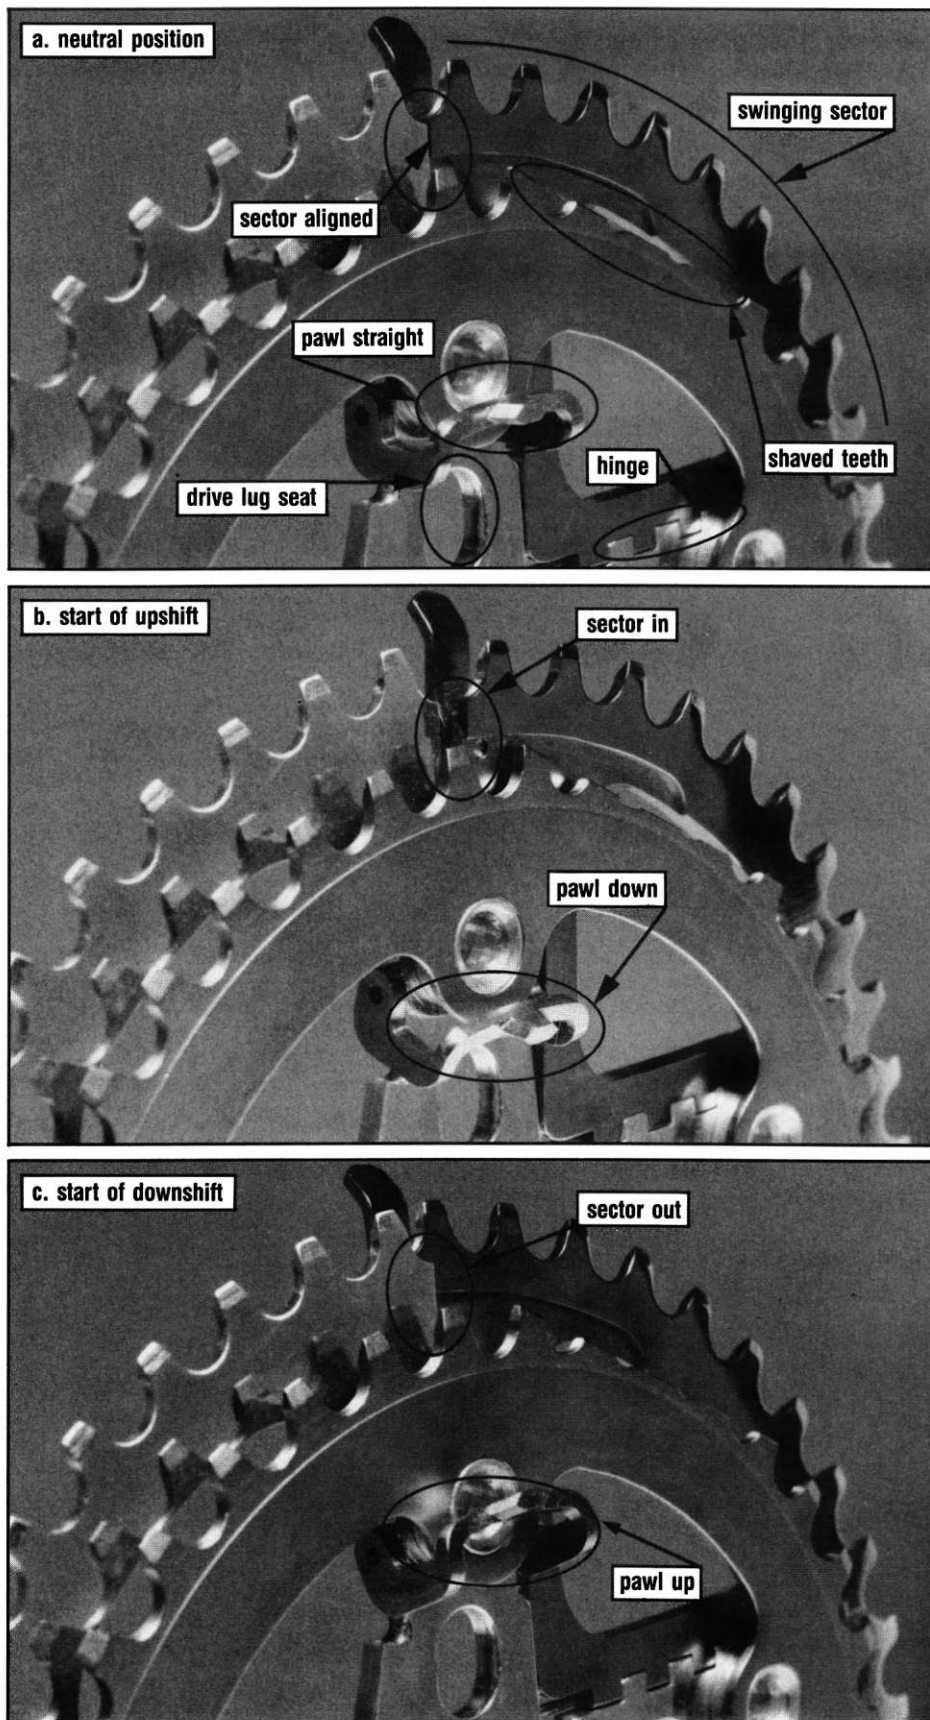 a. neutral position
swinging sector
sector aligned
pawl straight
shaved teeth
hinge
drive lug seat
b. start of upshift
sector in
pawl down
c. start of downshift
sector out
pawl up